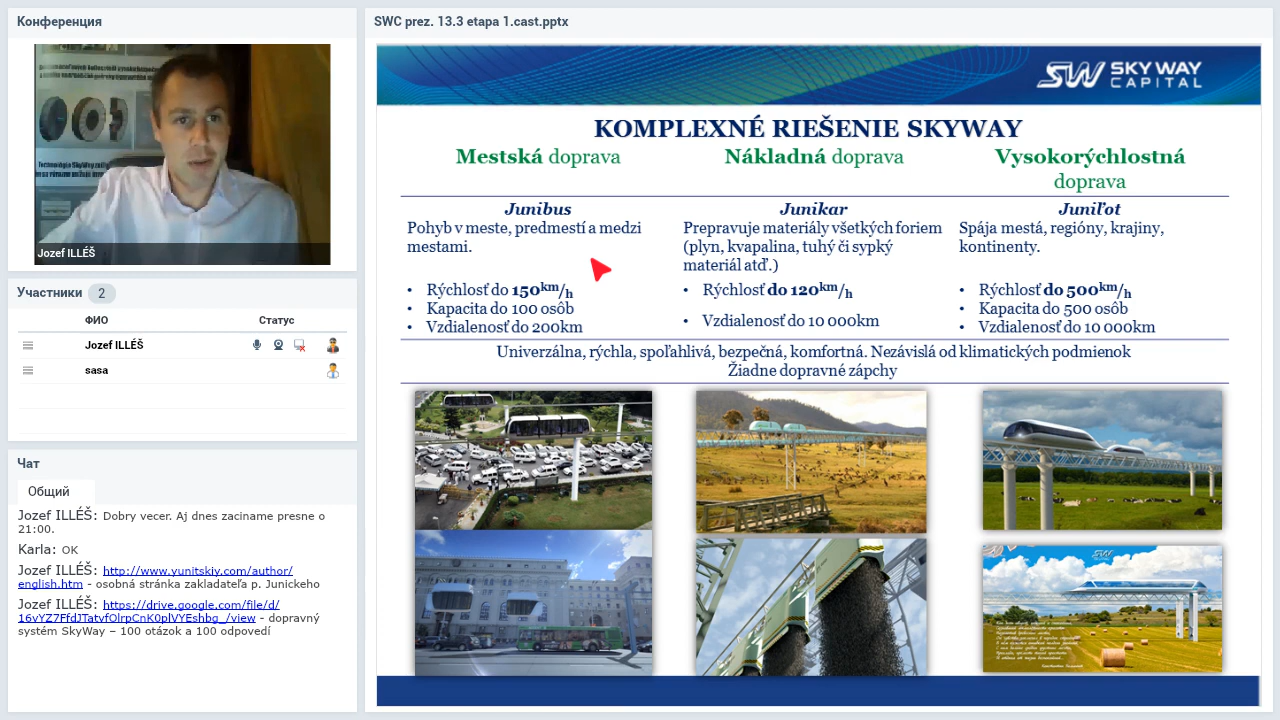 Конференция
Jozef ILLÉŠ
Участники 2
ФИО Статус
Jozef ILLÉŠ
sasa
Чат
Общий
Jozef ILLÉŠ: Dobry vecer. Aj dnes zaciname presne o
21:00.
Karla: OK
Jozef ILLÉŠ: http://www.yunitskiy.com/author/
english.htm - osobná stránka zakladateľa p. Junickeho
Jozef ILLÉŠ: https://drive.google.com/file/d/
16vYZ7FfdJTatvfOlrpCnK0plVYEshbg_/view - dopravný
systém SkyWay – 100 otázok a 100 odpovedí
SWC prez. 13.3 etapa 1.cast.pptx
SW SKY WAY
CAPITAL
KOMPLEXNÉ RIEŠENIE SKYWAY
Mestská doprava
Junibus
Pohyb v meste, predmestí a medzi
mestami.
• Rýchlosť do 150km/h
• Kapacita do 100 osôb
• Vzdialenosť do 200km
Nákladná doprava
Junikar
Prepravuje materiály všetkých foriem
(plyn, kvapalina, tuhý či sypký
materiál atď.)
• Rýchlosť do 120km/h
• Vzdialenosť do 10 000km
Vysokorýchlostná
doprava
Juniľot
Spája mestá, regióny, krajiny,
kontinenty.
• Rýchlosť do 500km/h
• Kapacita do 500 osôb
• Vzdialenosť do 10 000km
Univerzálna, rýchla, spoľahlivá, bezpečná, komfortná. Nezávislá od klimatických podmienok
Žiadne dopravné zápchy